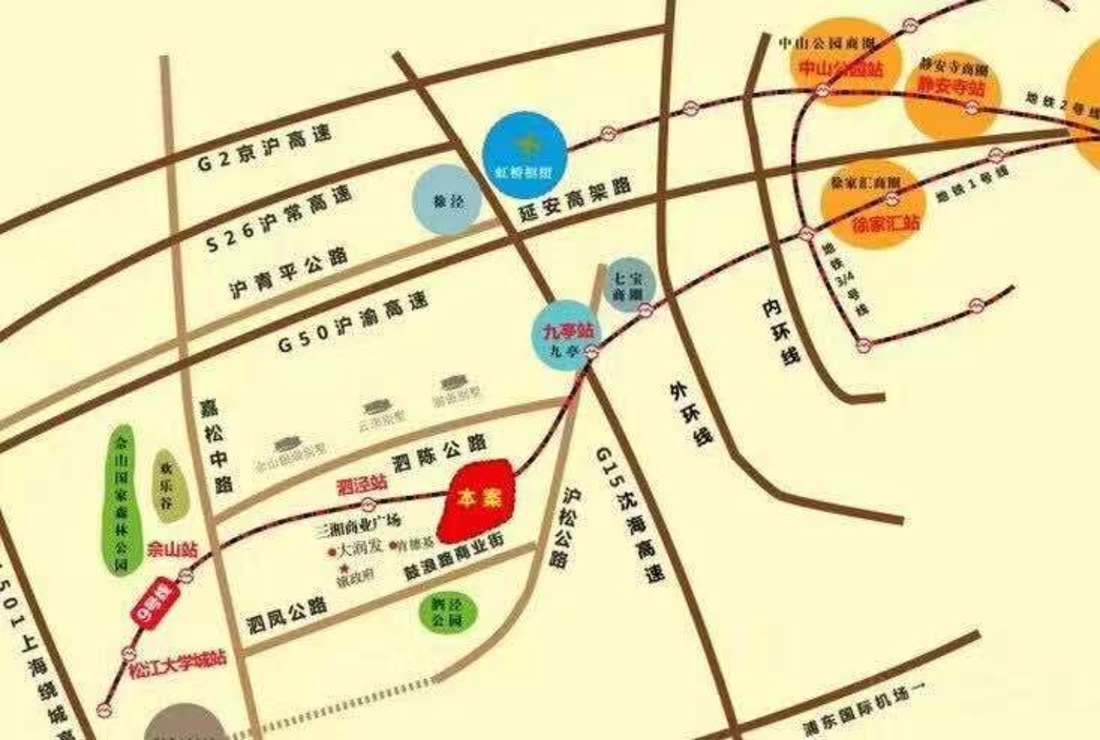 中山公园商圈
中山公园站
静安寺商圈
静安寺站
地铁2号线
G2京沪高速
虹桥枢纽
徐泾
徐家汇商圈
徐家汇站
地铁1号线
延安高架路
S26沪常高速
沪青平公路
七宝
商圈
地铁3/4号线
G50沪渝高速
九亭站
九亭
内环线
外环线
嘉松中路
泗陈公路
佘山国家森林公园
欢乐谷
泗泾站
本案
G15沈海高速
沪松公路
三湘商业广场
大润发
肯德基
镇政府
鼓浪路商业街
佘山站
9号线
泗凤公路
泗泾
公园
松江大学城站
501上海绕城高
浦东国际机场→